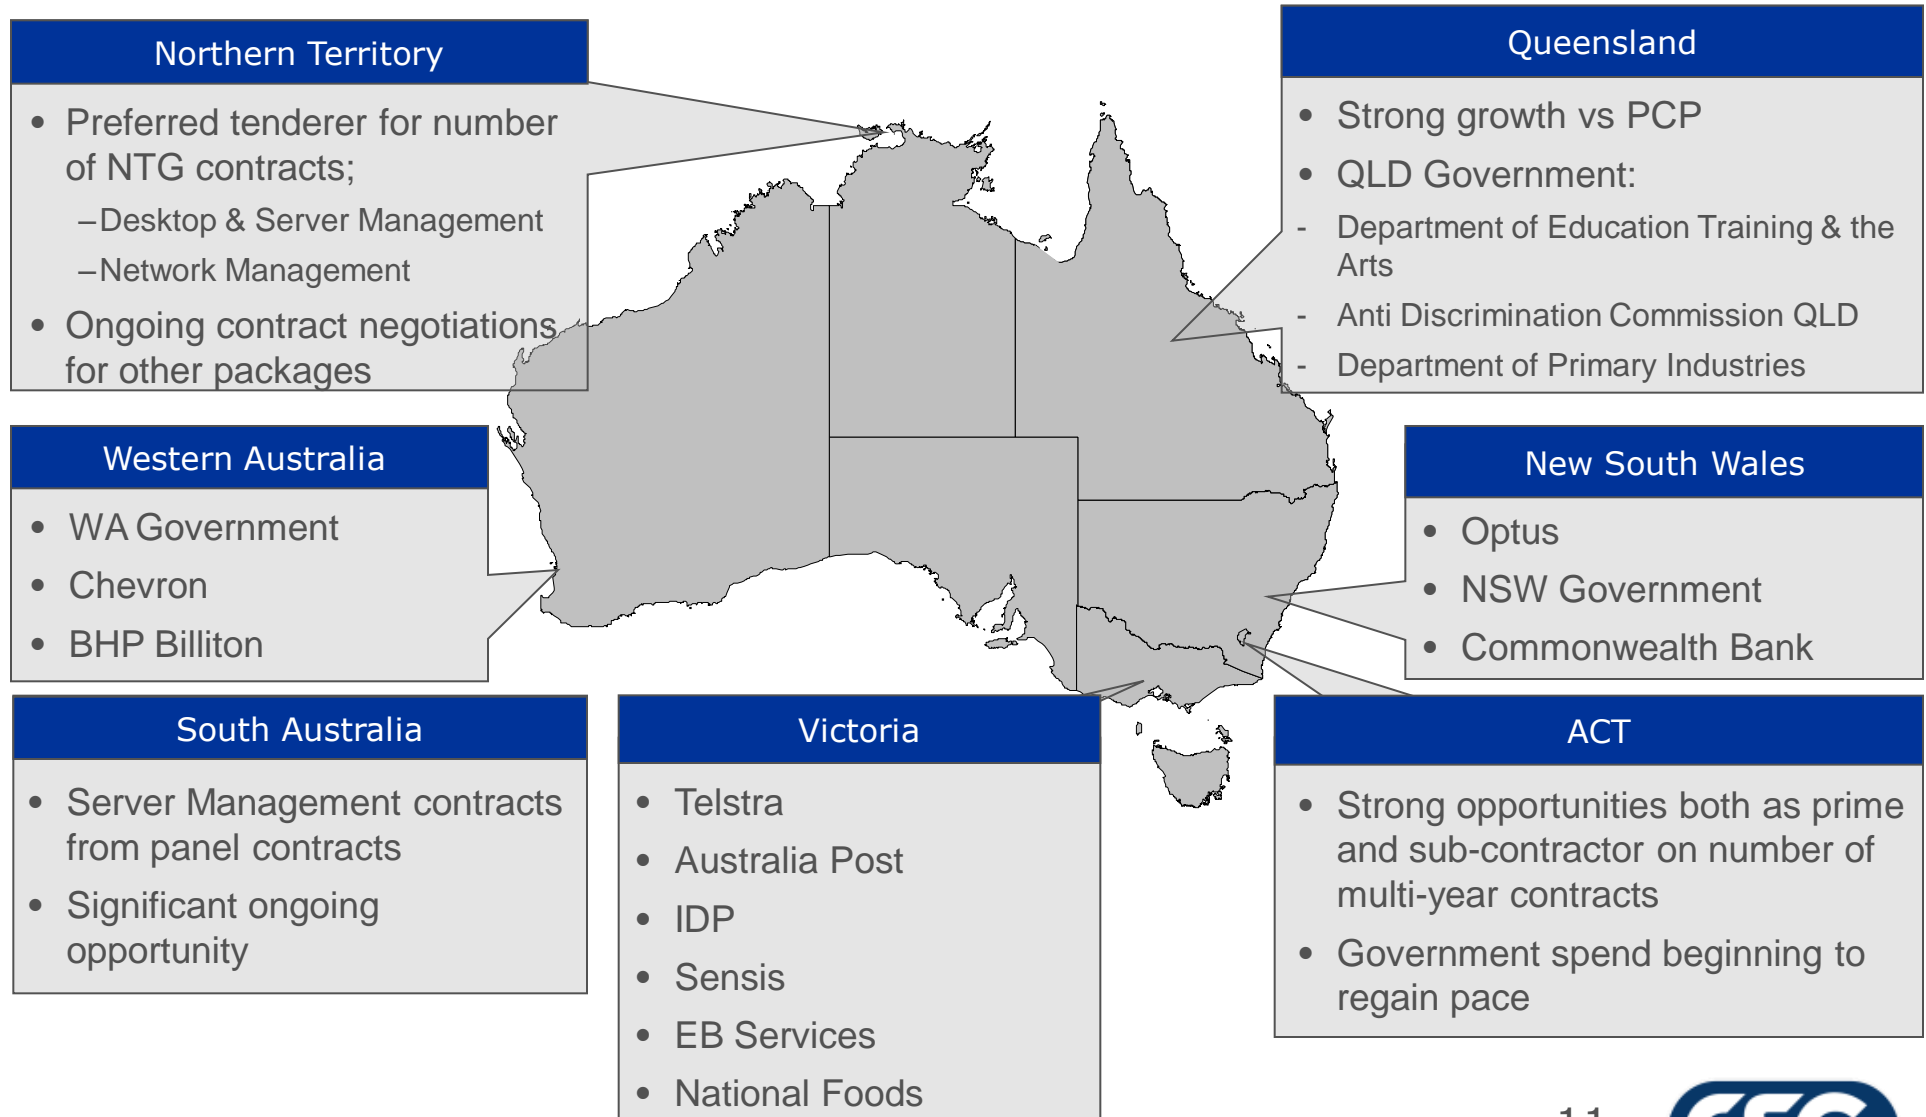 Northern Territory
• Preferred tenderer for number
of NTG contracts;
–Desktop & Server Management
–Network Management
• Ongoing contract negotiations
for other packages
Queensland
• Strong growth vs PCP
• QLD Government:
- Department of Education Training & the
Arts
- Anti Discrimination Commission QLD
- Department of Primary Industries
Western Australia
• WA Government
• Chevron
• BHP Billiton
New South Wales
• Optus
• NSW Government
• Commonwealth Bank
South Australia
• Server Management contracts
from panel contracts
• Significant ongoing
opportunity
Victoria
• Telstra
• Australia Post
• IDP
• Sensis
• EB Services
• National Foods
ACT
• Strong opportunities both as prime
and sub-contractor on number of
multi-year contracts
• Government spend beginning to
regain pace
11